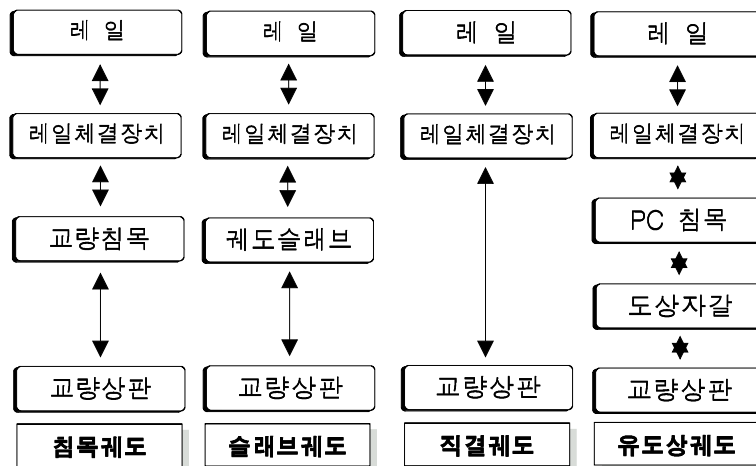 레 일
레일체결장치
교량침목
교량상판
침목궤도
레 일
레일체결장치
궤도슬래브
교량상판
슬래브궤도
레 일
레일체결장치
교량상판
직결궤도
레 일
레일체결장치
PC 침목
도상자갈
교량상판
유도상궤도